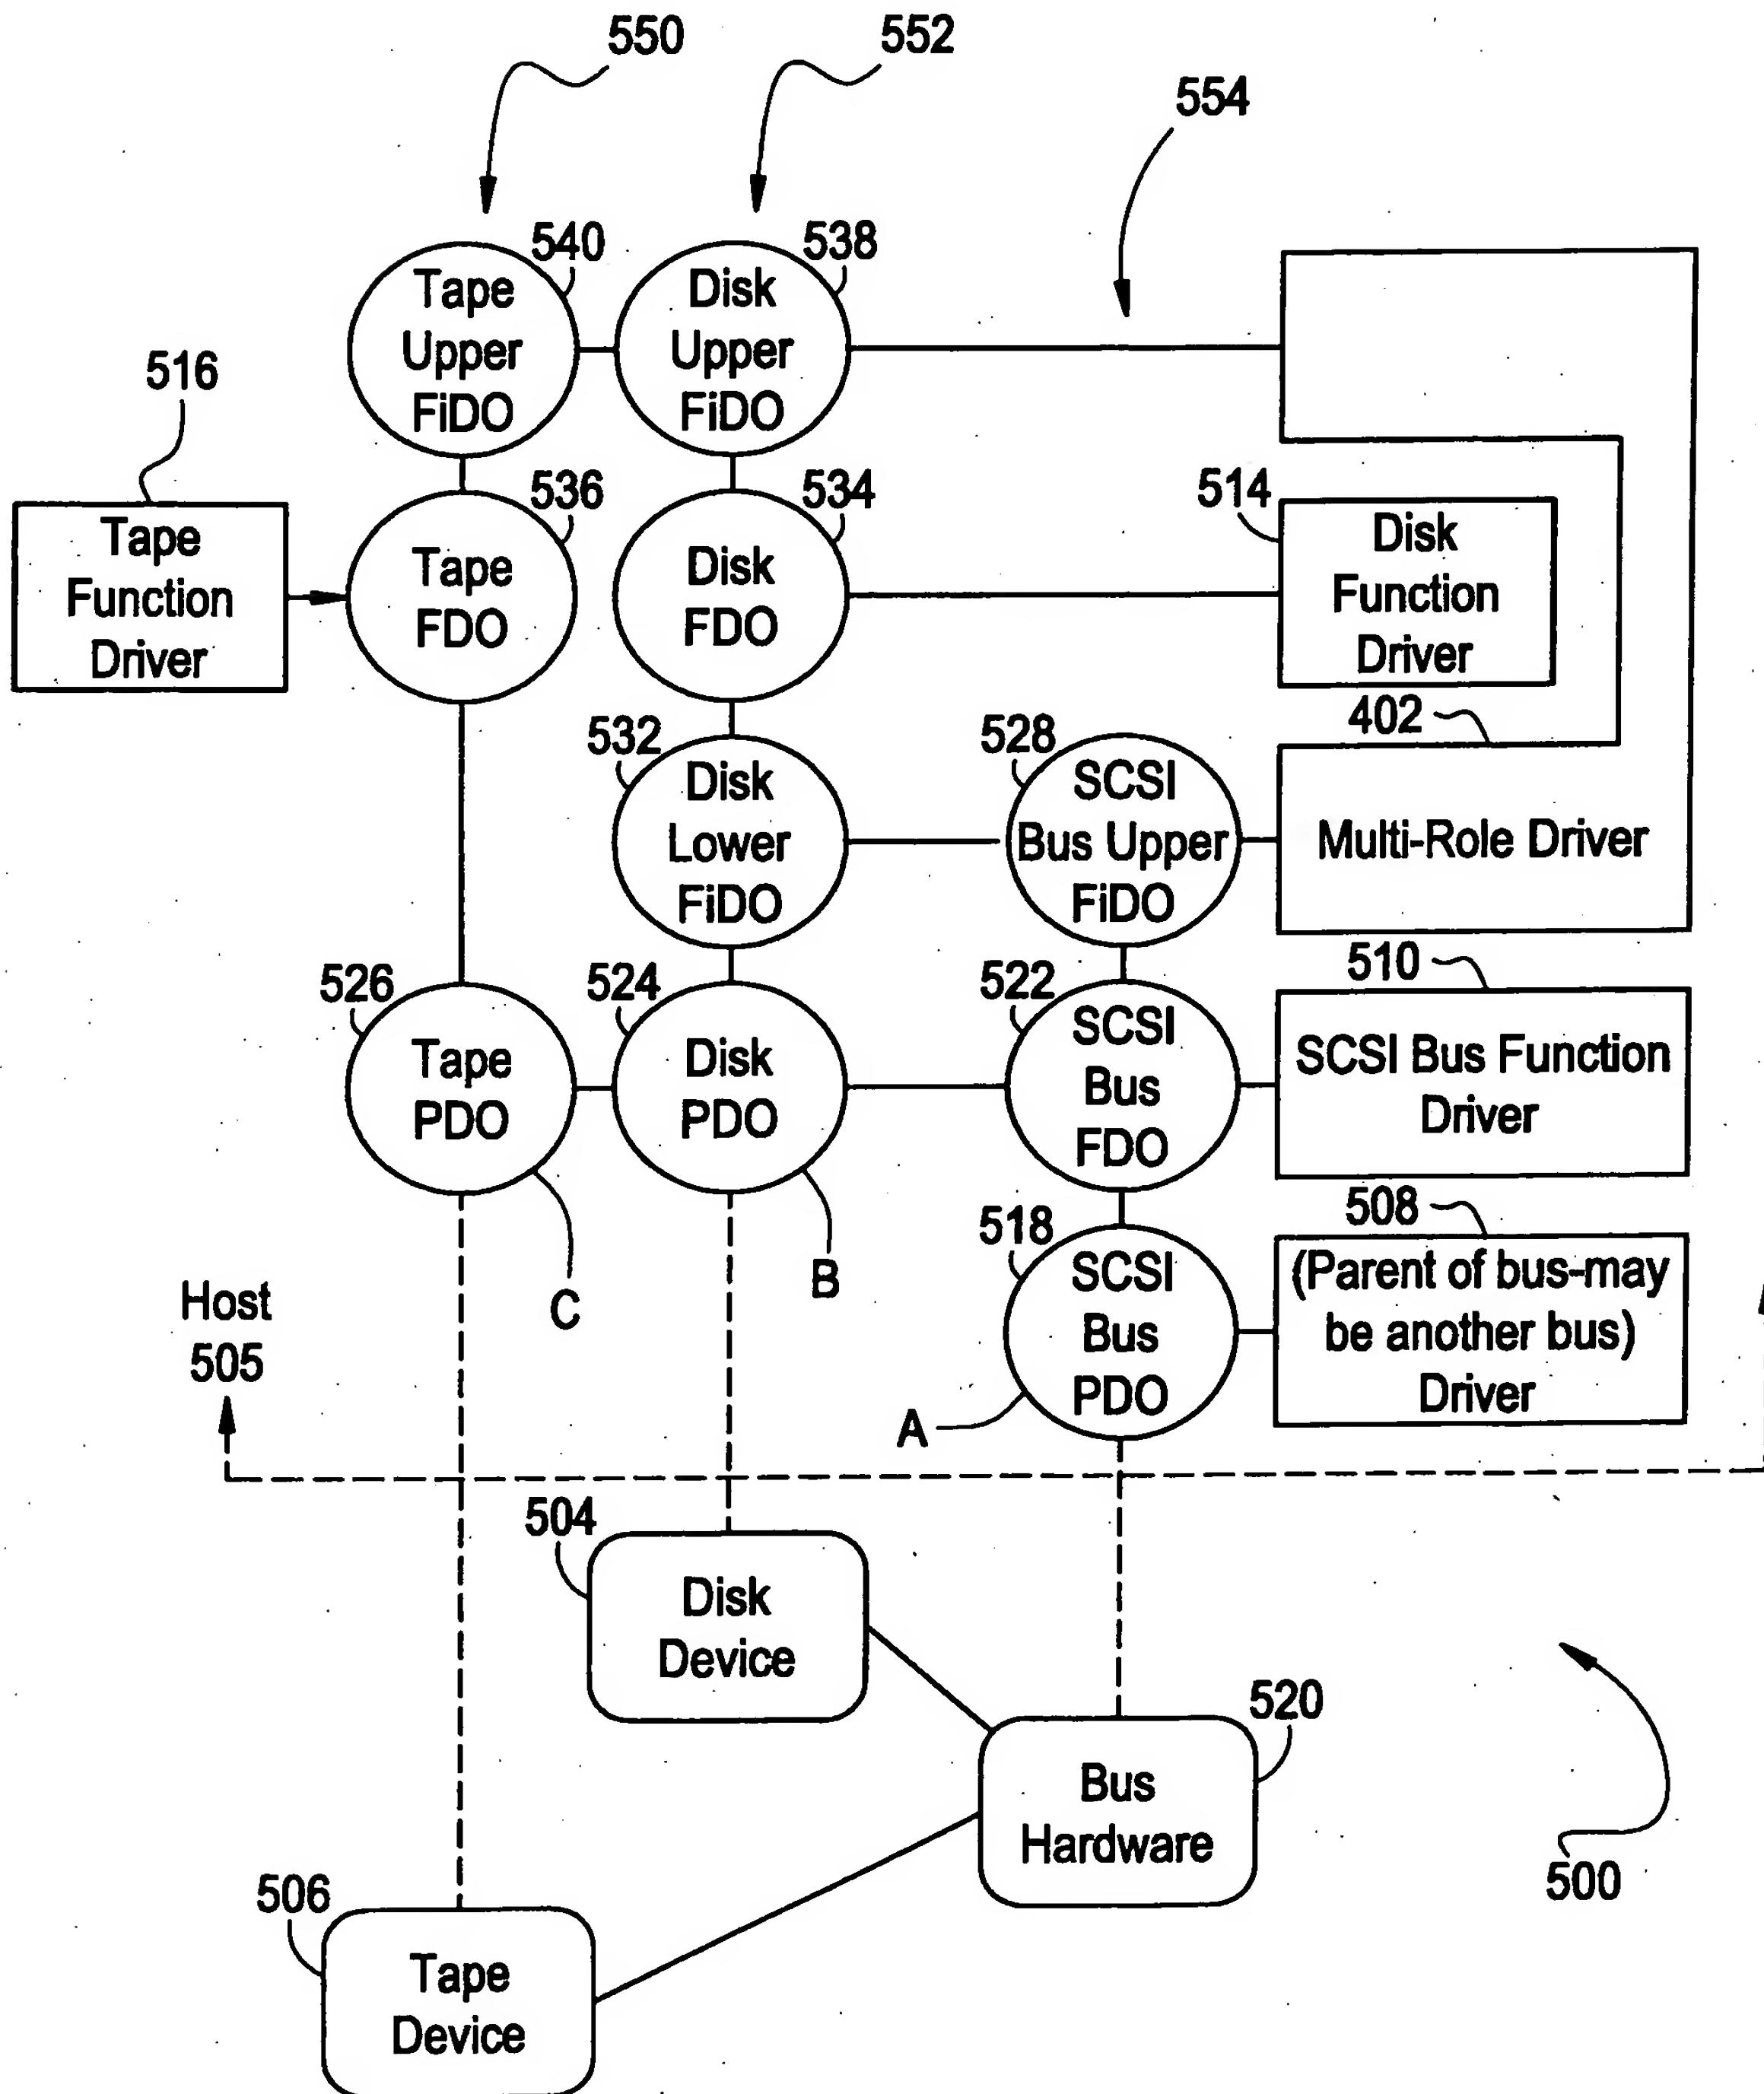 550
552
554
540
538
Tape
Upper
FiDO
Disk
Upper
FiDO
516
536
534
514
Tape
Function
Driver
Tape
FDO
Disk
FDO
Disk
Function
Driver
402
532
528
Disk
Lower
FiDO
SCSI
Bus Upper
FiDO
Multi-Role Driver
526
524
522
510
Tape
PDO
Disk
PDO
SCSI
Bus
FDO
SCSI Bus Function
Driver
518
508
C
B
SCSI
Bus
PDO
(Parent of bus-may
be another bus)
Driver
Host
505
A
504
Disk
Device
520
Bus
Hardware
500
506
Tape
Device